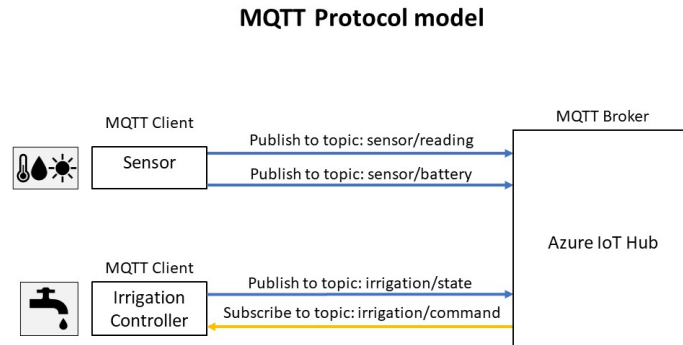 MQTT Protocol model
MQTT Client
MQTT Broker
Sensor
Publish to topic: sensor/reading
Publish to topic: sensor/battery
Azure IoT Hub
MQTT Client
Irrigation
Controller
Publish to topic: irrigation/state
Subscribe to topic: irrigation/command